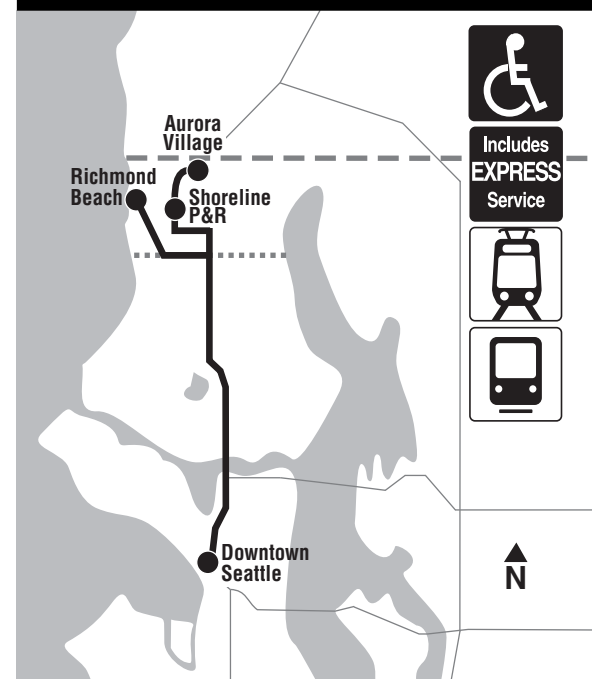 Aurora
Village
Richmond
Beach
Shoreline
P&R
Downtown
Seattle
Includes
EXPRESS
Service
N